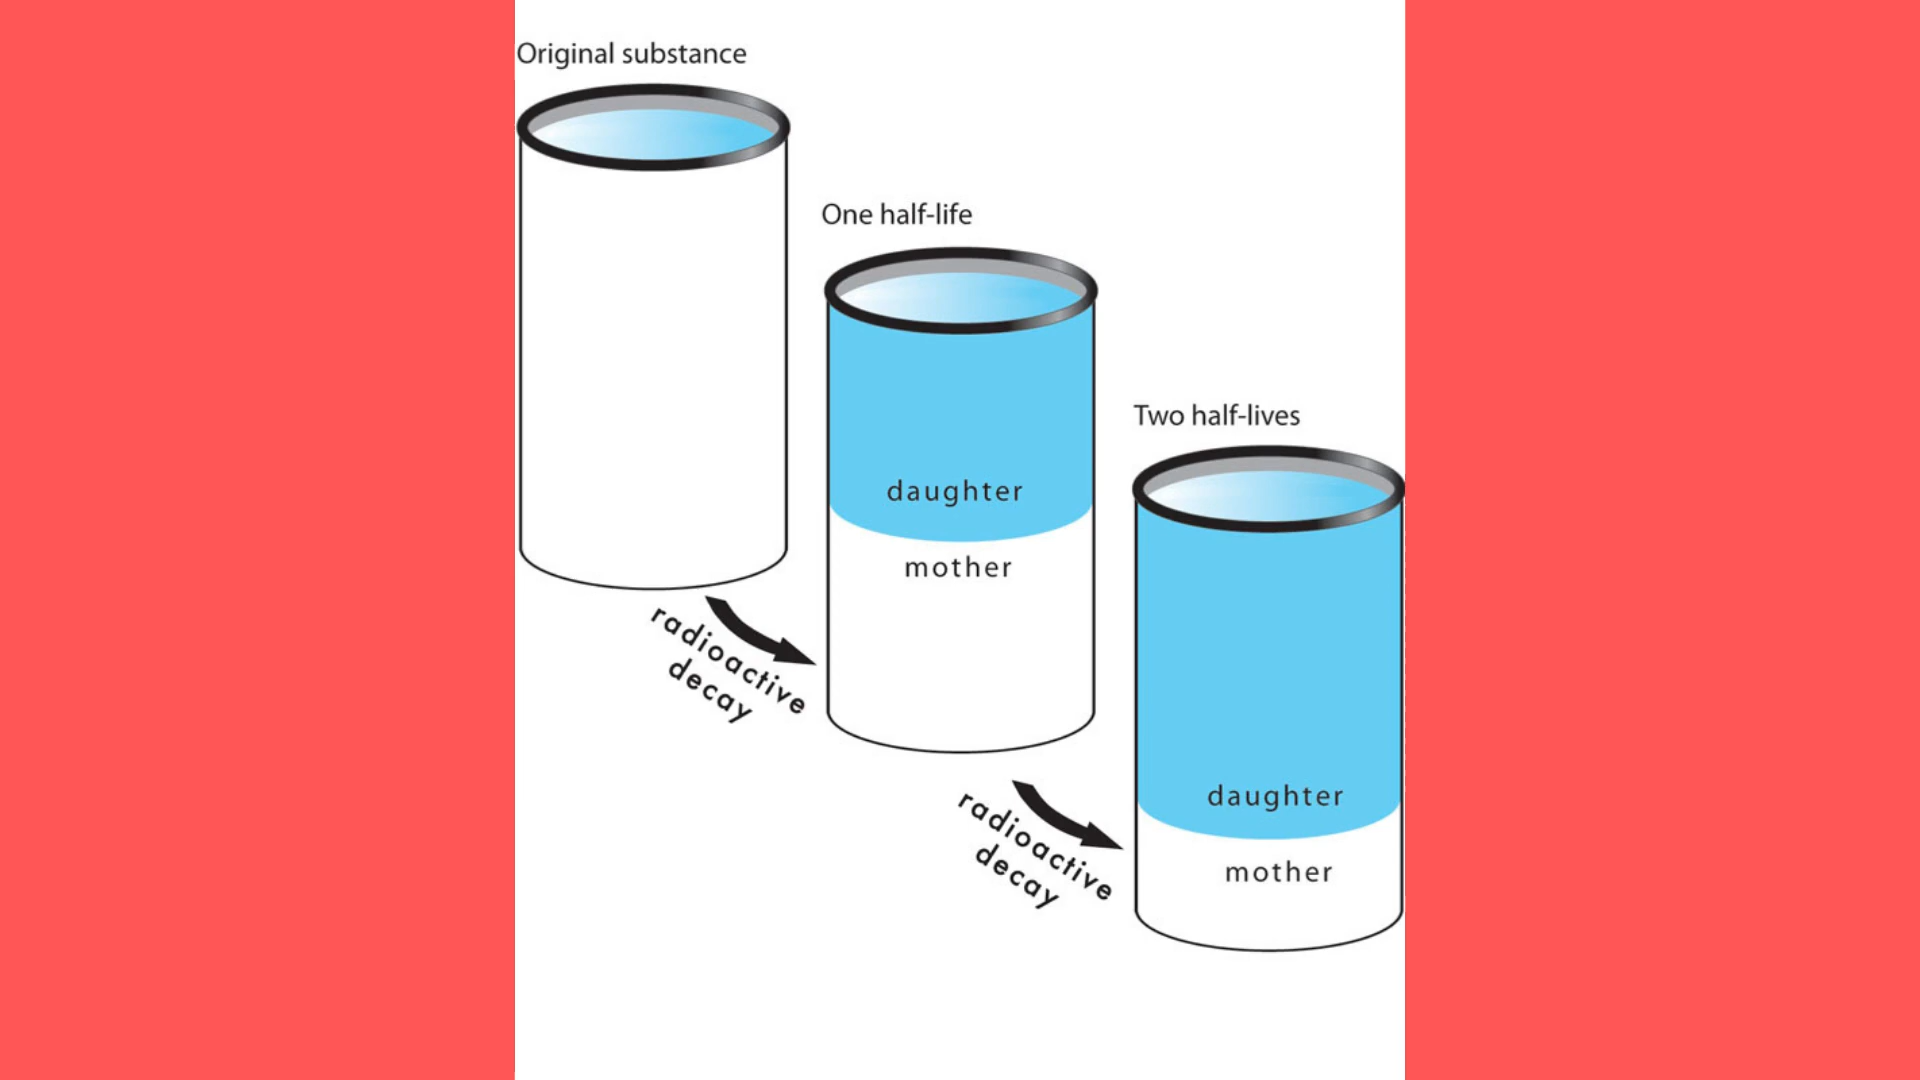 Original substance
One half-life
Two half-lives
daughter
mother
radioactive
decay
daughter
mother
radioactive
decay